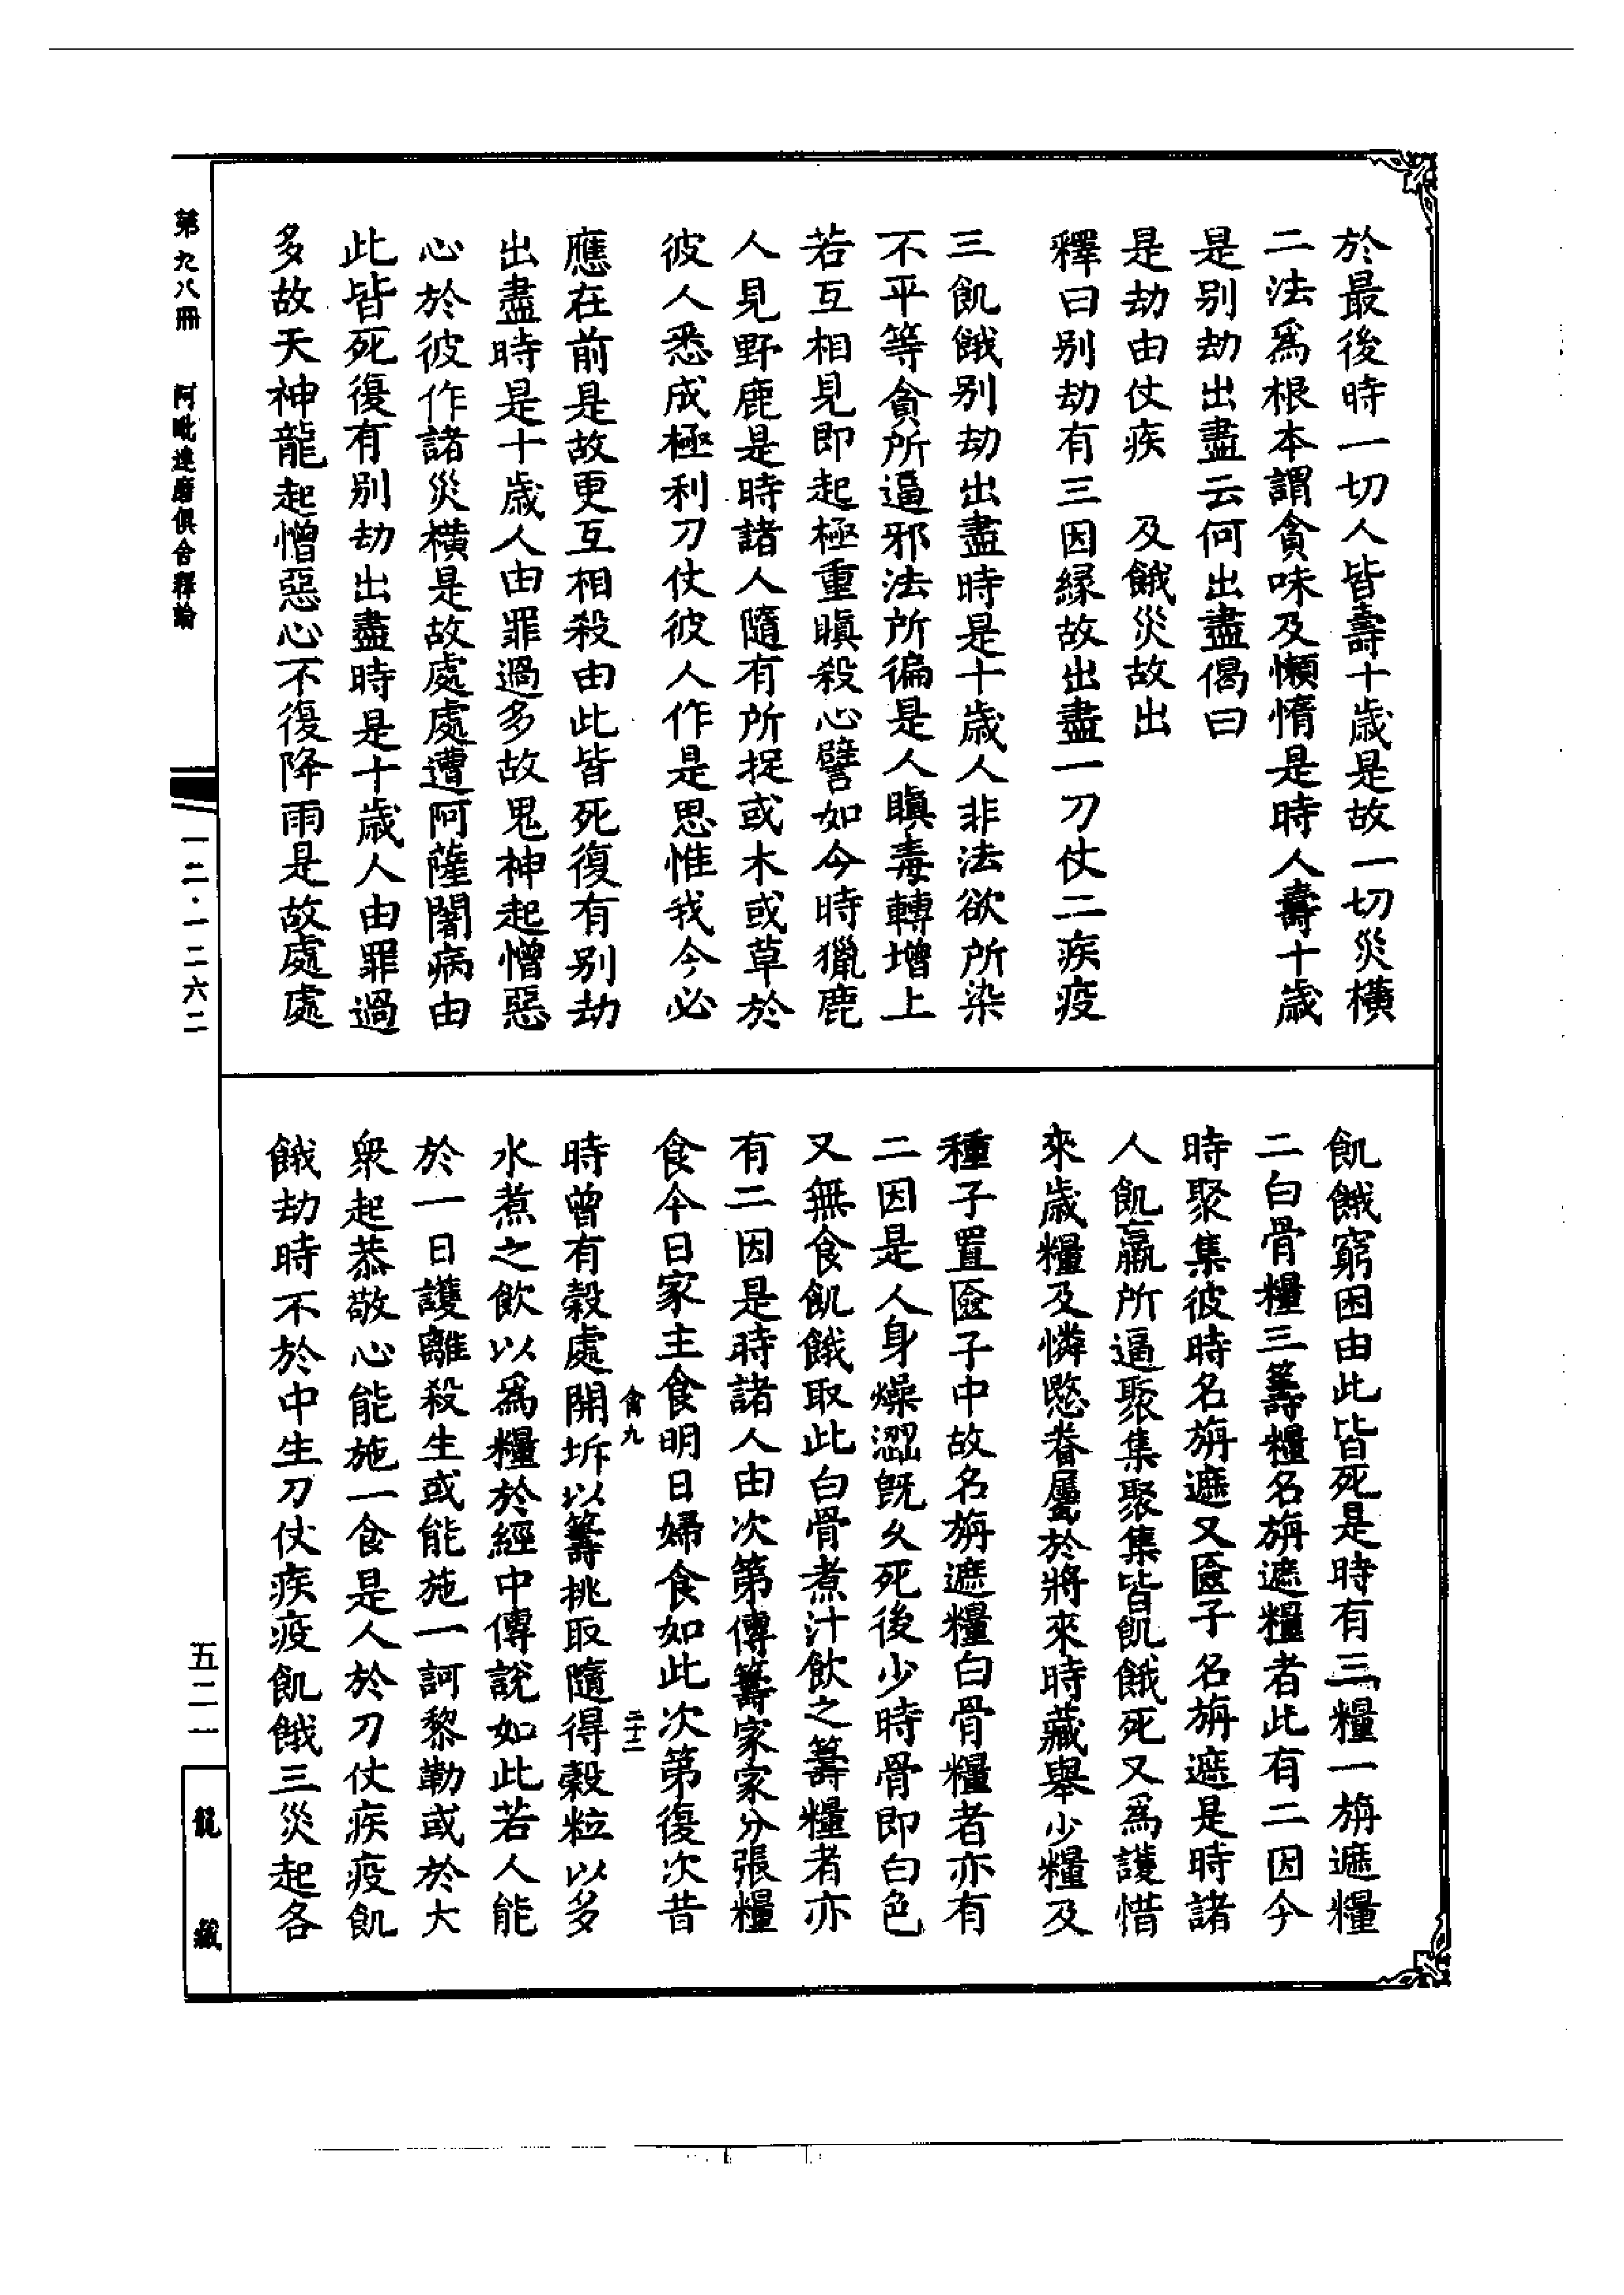 於最後時一切人皆壽十歲是故一切災橫
二法爲根本謂貪味及懶惰是時人壽十歲
是别劫出盡云何出盡偈曰
是劫由仗疾　及餓災故出
釋曰别劫有三因緣故出盡一刀仗二疾疫
三飢餓别劫出盡時是十歲人非法欲所染
不平等貪所逼邪法所徧是人瞋毒轉增上
若互相見即起極重瞋殺心譬如今時獵鹿
人見野鹿是時諸人隨有所捉或木或草於
彼人悉成極利刀仗彼人作是思惟我今必
應在前是故更互相殺由此皆死復有别劫
出盡時是十歲人由罪過多故鬼神起憎惡
心於彼作諸災橫是故處處遭阿薩闍病由
此皆死復有别劫出盡時是十歲人由罪過
多故天神龍起憎惡心不復降雨是故處處
飢餓窮困由此皆死是時有三糧一旃遮糧
二白骨糧三籌糧名旃遮糧者此有二因今
時聚集彼時名旃遮又匳子名旃遮是時諸
人飢羸所逼聚集聚集皆飢餓死又爲護惜
來歲糧及憐愍眷屬於將來時藏舉少糧及
種子置匳子中故名旃遮糧白骨糧者亦有
二因是人身燥澀旣久死後少時骨即白色
又無食飢餓取此白骨煮汁飲之籌糧者亦
有二因是時諸人由次第傳籌家家分張糧
食今日家主食明日婦食如此次第復次昔
時曾有穀處開坼以籌挑取隨得穀粒以多
水煮之飲以爲糧於經中傳說如此若人能
於一日護離殺生或能施一訶黎勒或於大
衆起恭敬心能施一食是人於刀仗疾疫飢
餓劫時不於中生刀仗疾疫飢餓三災起各
禽九
二十二
第九八冊　阿毗達磨俱舍釋論
一二·一二六二
五二一
龍藏